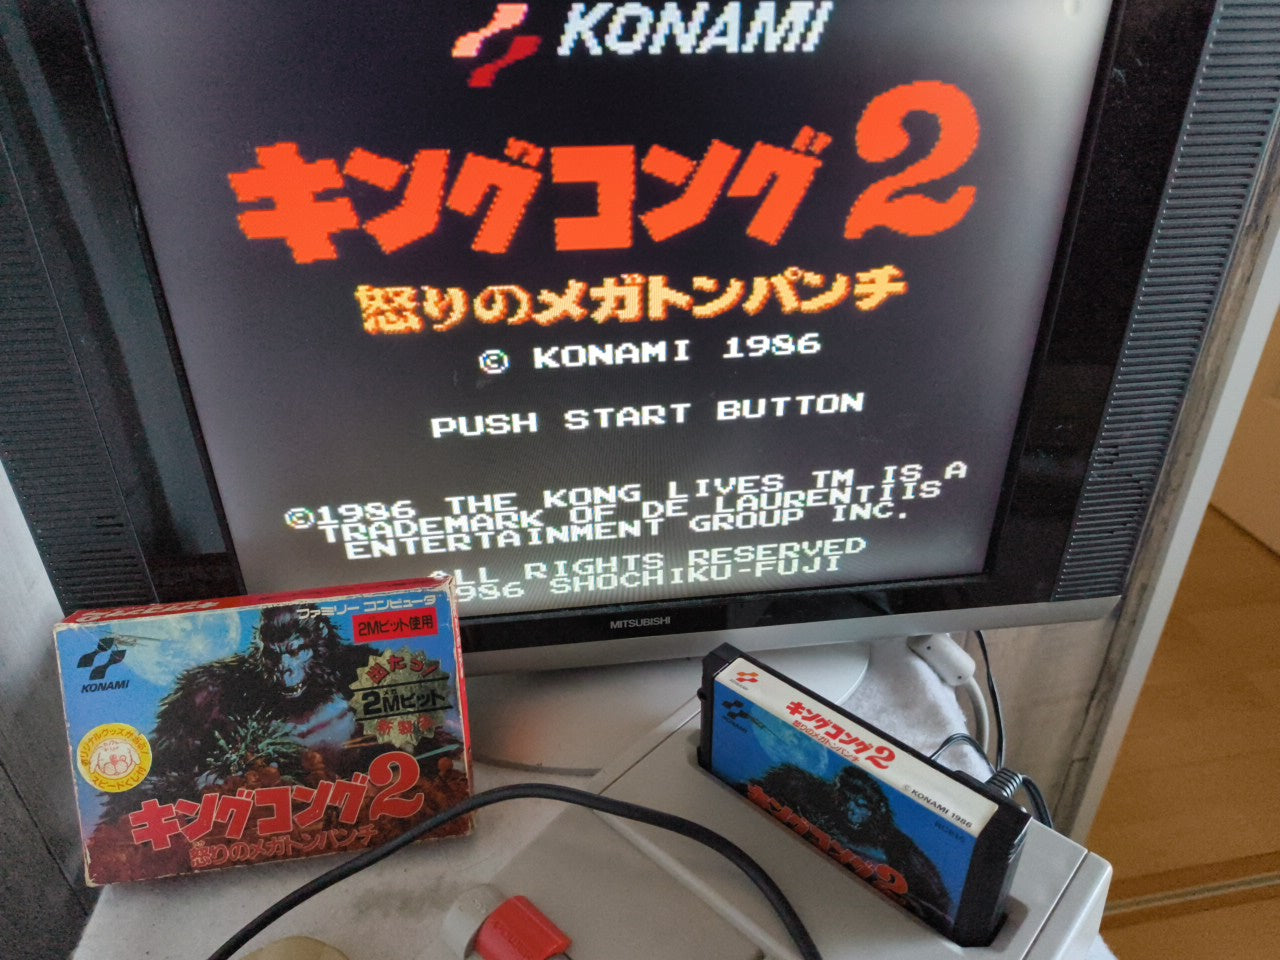 KONAMI
キングコング2
怒りのメガトンパンチ
© KONAMI 1986
PUSH START BUTTON
©1986 THE KONG LIVES TM IS A
TRADEMARK OF DE LAURENTIIS
ENTERTAINMENT GROUP INC.
ALL RIGHTS RESERVED
1986 SHOCHIKU-FUJI
MITSUBISHI
ファミリー コンピュータ
2Mビット使用
KONAMI
2Mビット
キングコング2
怒りのメガトンパンチ
キングコング2
怒りのメガトンパンチ
© KONAMI 1986
KONAMI
キングコング2